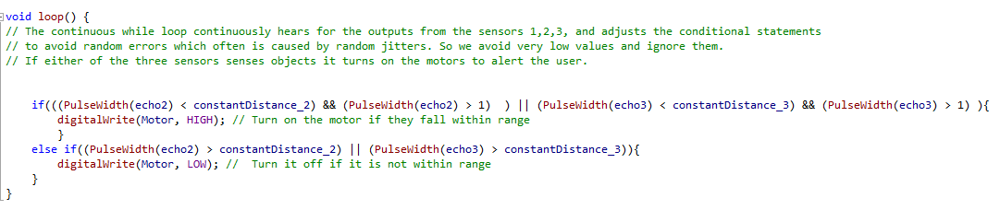 void loop() {
// The continuous while loop continuously hears for the outputs from the sensors 1,2,3, and adjusts the conditional statements
// to avoid random errors which often is caused by random jitters. So we avoid very low values and ignore them.
// If either of the three sensors senses objects it turns on the motors to alert the user.
if(((PulseWidth(echo2) < constantDistance_2) && (PulseWidth(echo2) > 1)  ) || (PulseWidth(echo3) < constantDistance_3) && (PulseWidth(echo3) > 1) ){
digitalWrite(Motor, HIGH); // Turn on the motor if they fall within range
}
else if((PulseWidth(echo2) > constantDistance_2) || (PulseWidth(echo3) > constantDistance_3)){
digitalWrite(Motor, LOW); //  Turn it off if it is not within range
}
}